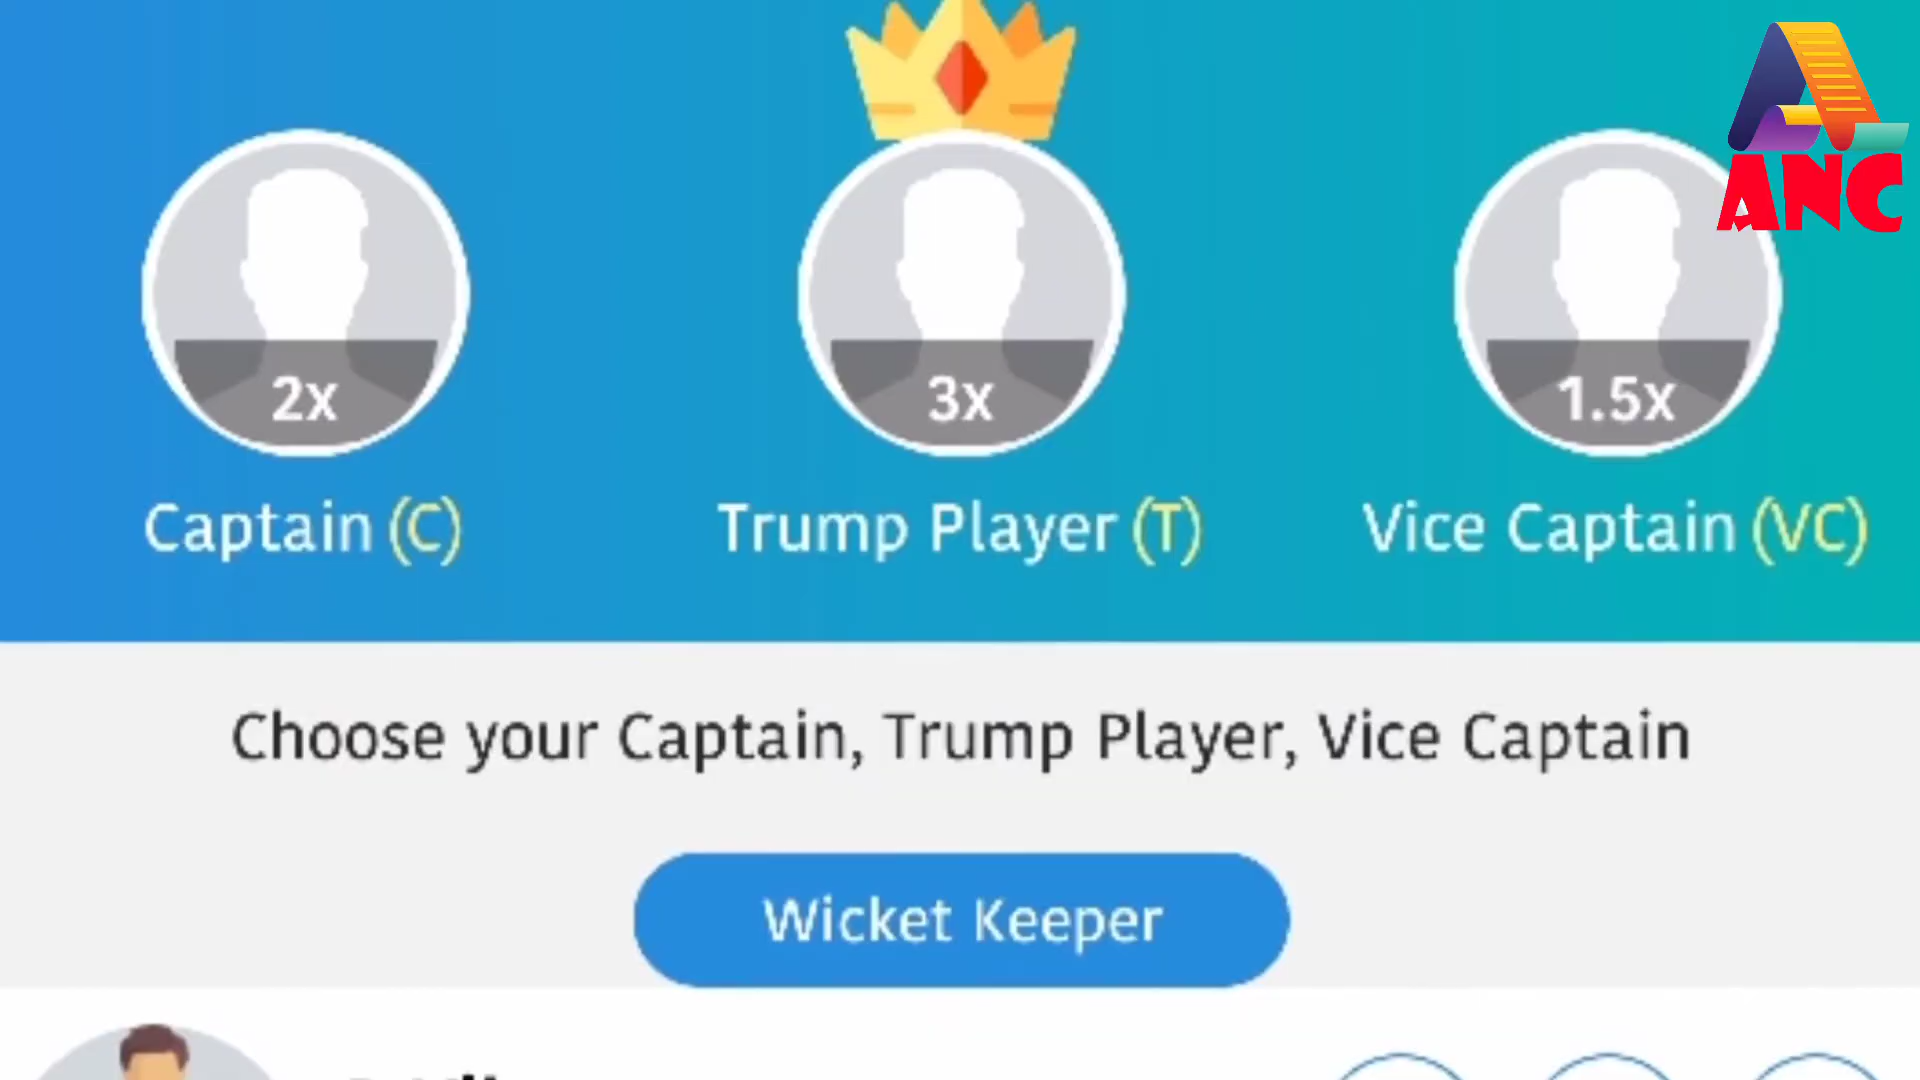 ANC
2x
3x
1.5x
Captain (C)
Trump Player (T)
Vice Captain (VC)
Choose your Captain, Trump Player, Vice Captain
Wicket Keeper